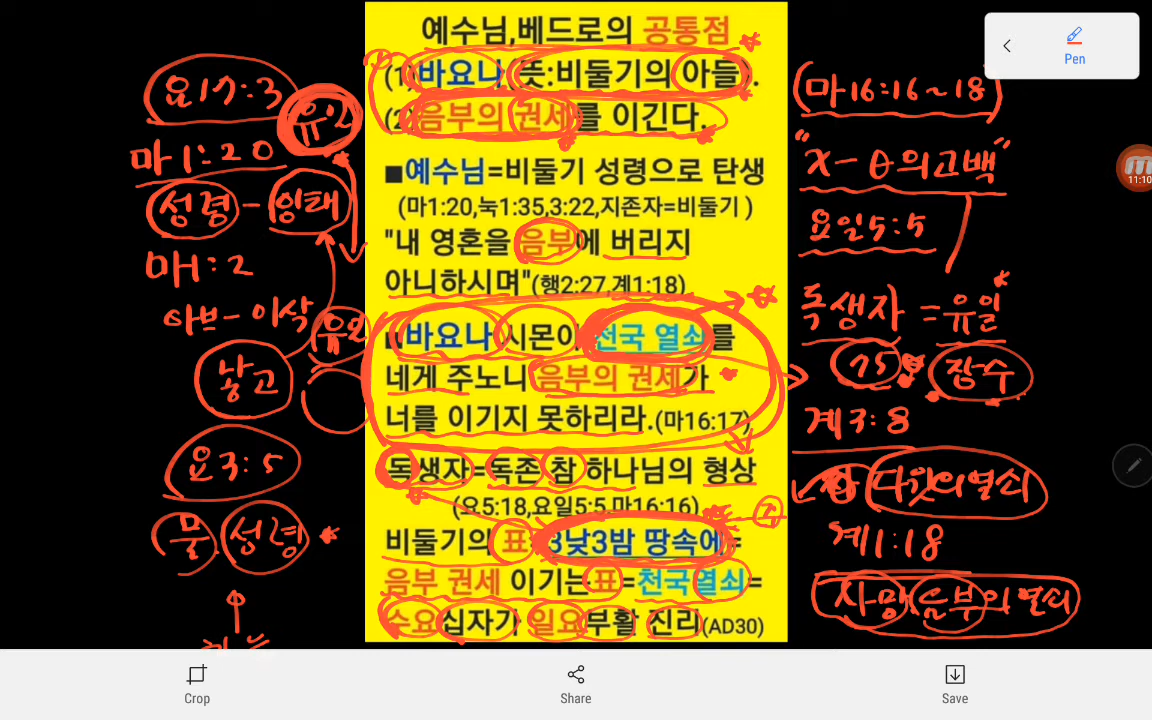 예수님,베드로의 공통점
(1)바요나(뜻:비둘기의 아들).
(2)음부의 권세를 이긴다.
■예수님=비둘기 성령으로 탄생
(마1:20,눅1:35,3:22,지존자=비둘기 )
"내 영혼을 음부에 버리지
아니하시며"(행2:27,계1:18)
■바요나 시몬아 천국 열쇠를
네게 주노니 음부의 권세가
너를 이기지 못하리라.(마16:17)
독생자=독존 참 하나님의 형상
(요5:18,요일5:5,마16:16)
비둘기의 표=3낮3밤 땅속에=
음부 권세 이기는 표=천국열쇠=
수요십자가 일요부활 진리(AD30)
요17:3
유일
마1:20
성령-잉태
마1:2
아브-이삭
유일
낳고
요3:5
물 성령
(마16:16~18)
"X-θ의고백"
요일5:5
독생자=유일
75 장수
계3:8
다윗의열쇠
계1:18
사망(음부의 열쇠)
Pen
11:10
Crop
Share
Save